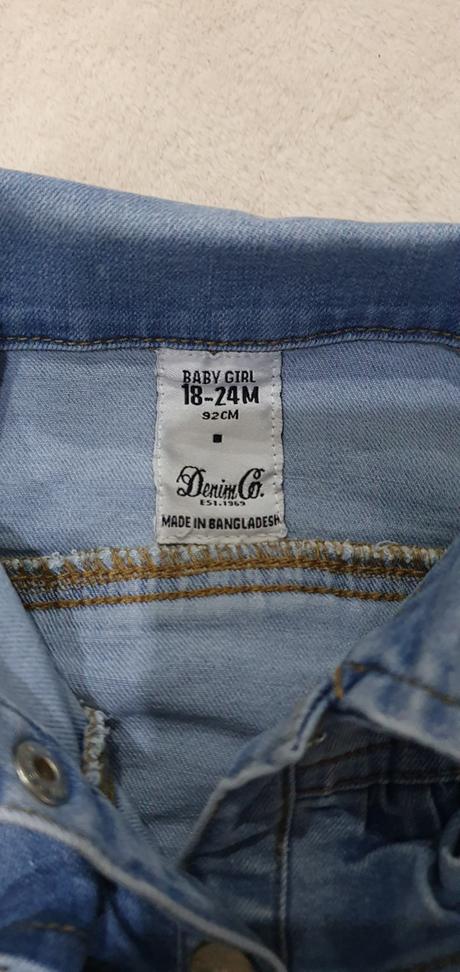 BABY GIRL
18-24M
92CM
Denim Co.
EST.1969
MADE IN BANGLADESH